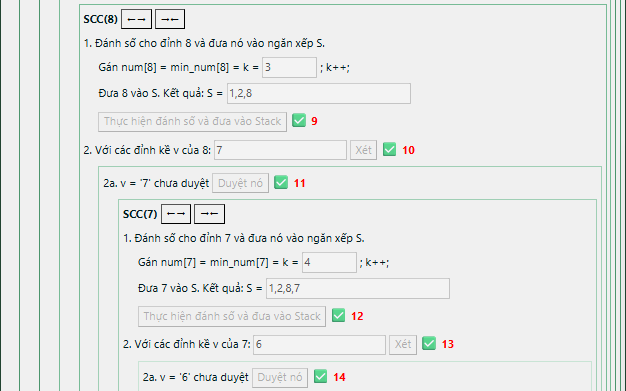 SCC(8) ←→ →←
1. Đánh số cho đỉnh 8 và đưa nó vào ngăn xếp S.
Gán num[8] = min_num[8] = k = 3 ; k++;
Đưa 8 vào S. Kết quả: S = 1,2,8
Thực hiện đánh số và đưa vào Stack ✅ 9
2. Với các đỉnh kề v của 8: 7 Xét ✅ 10
2a. v = '7' chưa duyệt Duyệt nó ✅ 11
SCC(7) ←→ →←
1. Đánh số cho đỉnh 7 và đưa nó vào ngăn xếp S.
Gán num[7] = min_num[7] = k = 4 ; k++;
Đưa 7 vào S. Kết quả: S = 1,2,8,7
Thực hiện đánh số và đưa vào Stack ✅ 12
2. Với các đỉnh kề v của 7: 6 Xét ✅ 13
2a. v = '6' chưa duyệt Duyệt nó ✅ 14